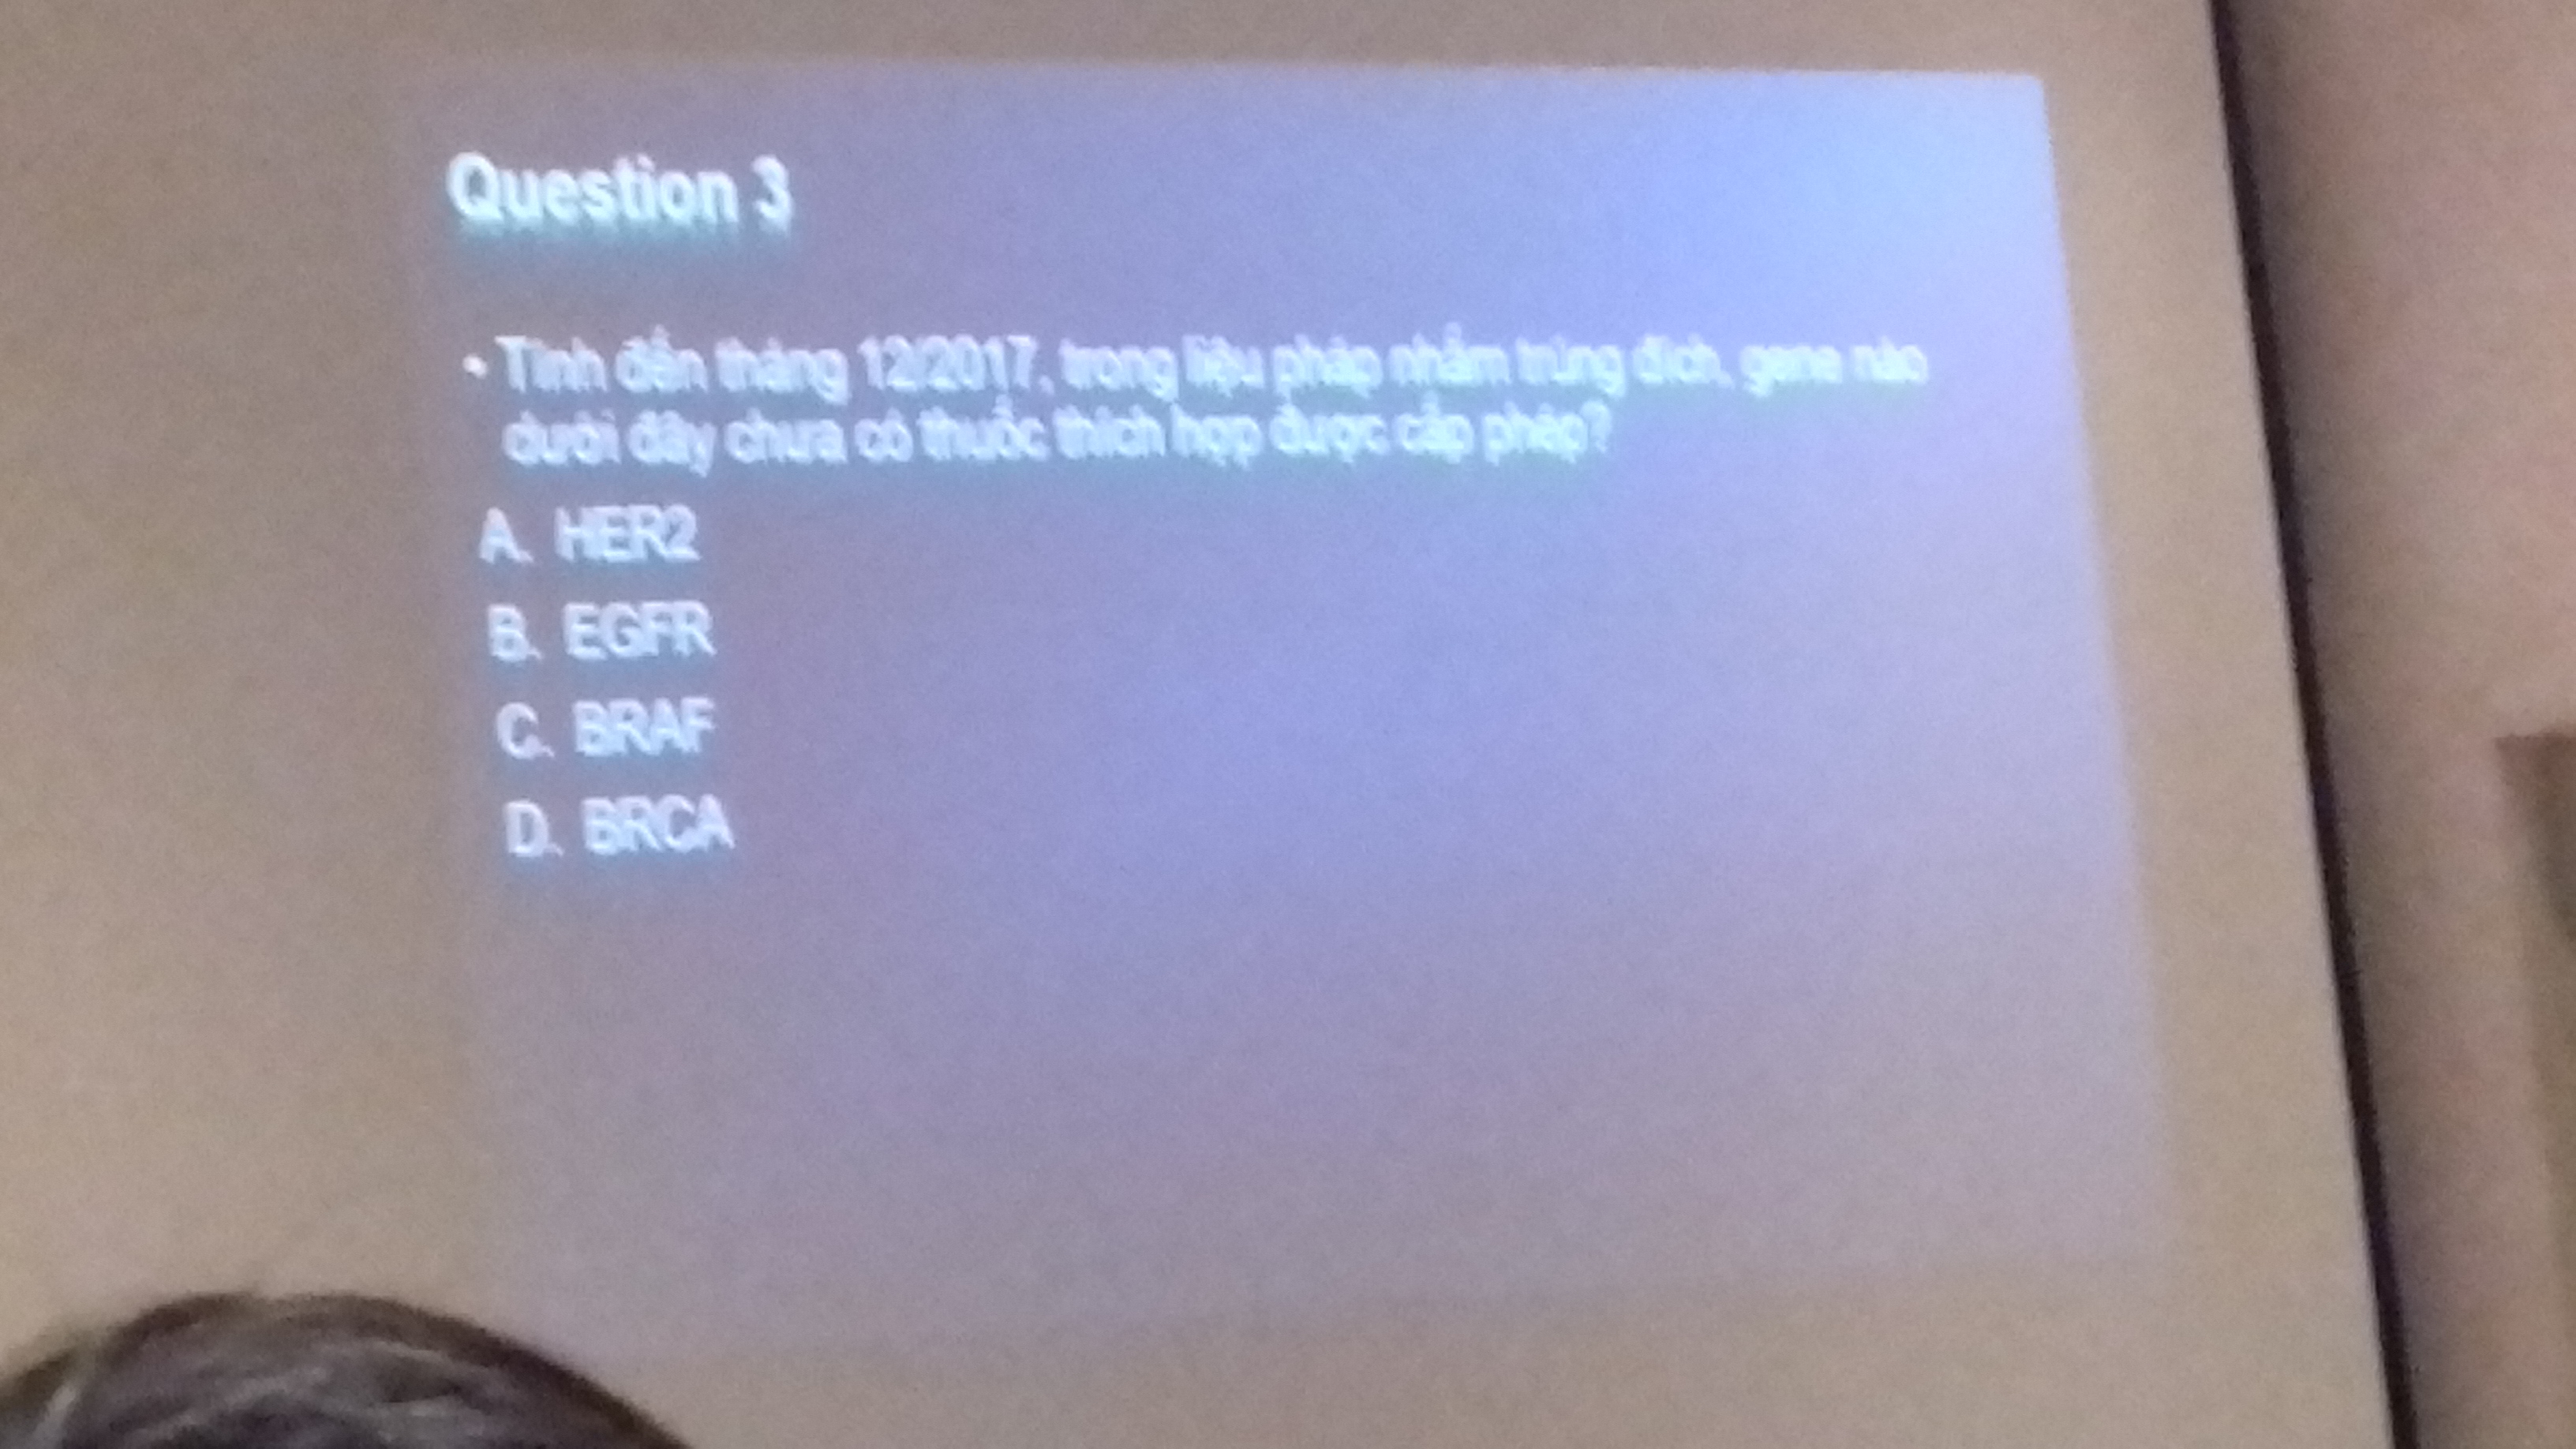 Question 3
• Tính đến tháng 12/2017, trong liệu pháp nhắm trúng đích, gene nào
dưới đây chưa có thuốc thích hợp được cấp phép?
A. HER2
B. EGFR
C. BRAF
D. BRCA